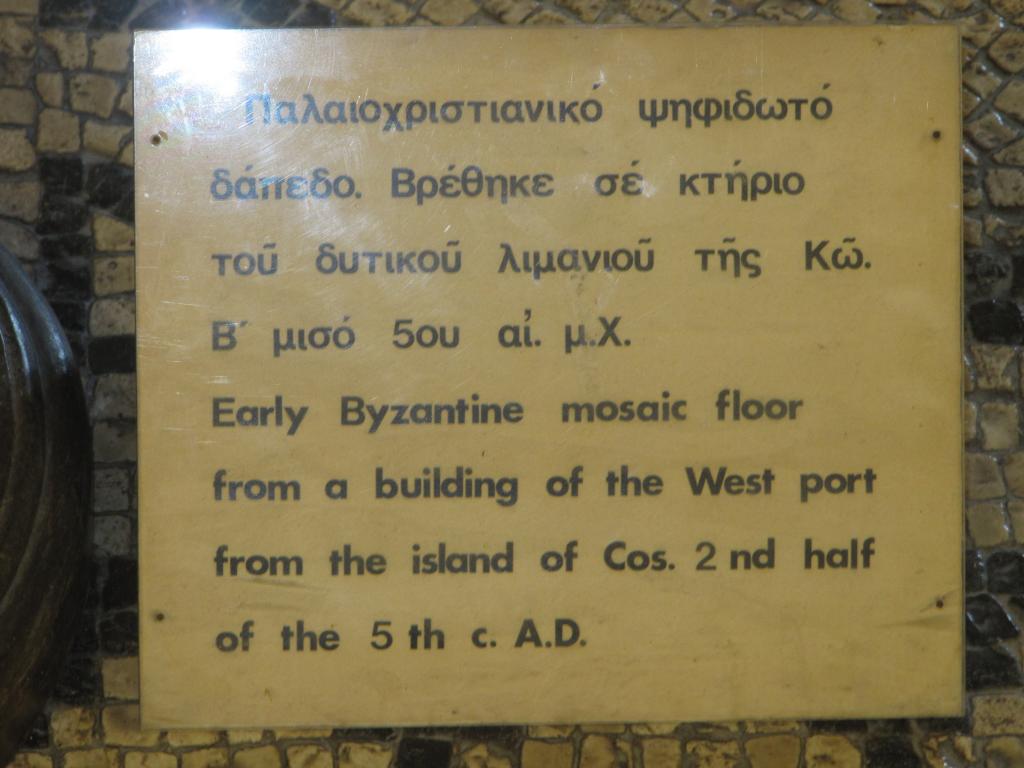 Παλαιοχριστιανικό ψηφιδωτό
δάπεδο. Βρέθηκε σέ κτήριο
τοῦ δυτικοῦ λιμανιοῦ τῆς Κῶ.
Β´ μισό 5ου αἰ. μ.Χ.
Early Byzantine mosaic floor
from a building of the West port
from the island of Cos. 2 nd half
of the 5 th c. A.D.